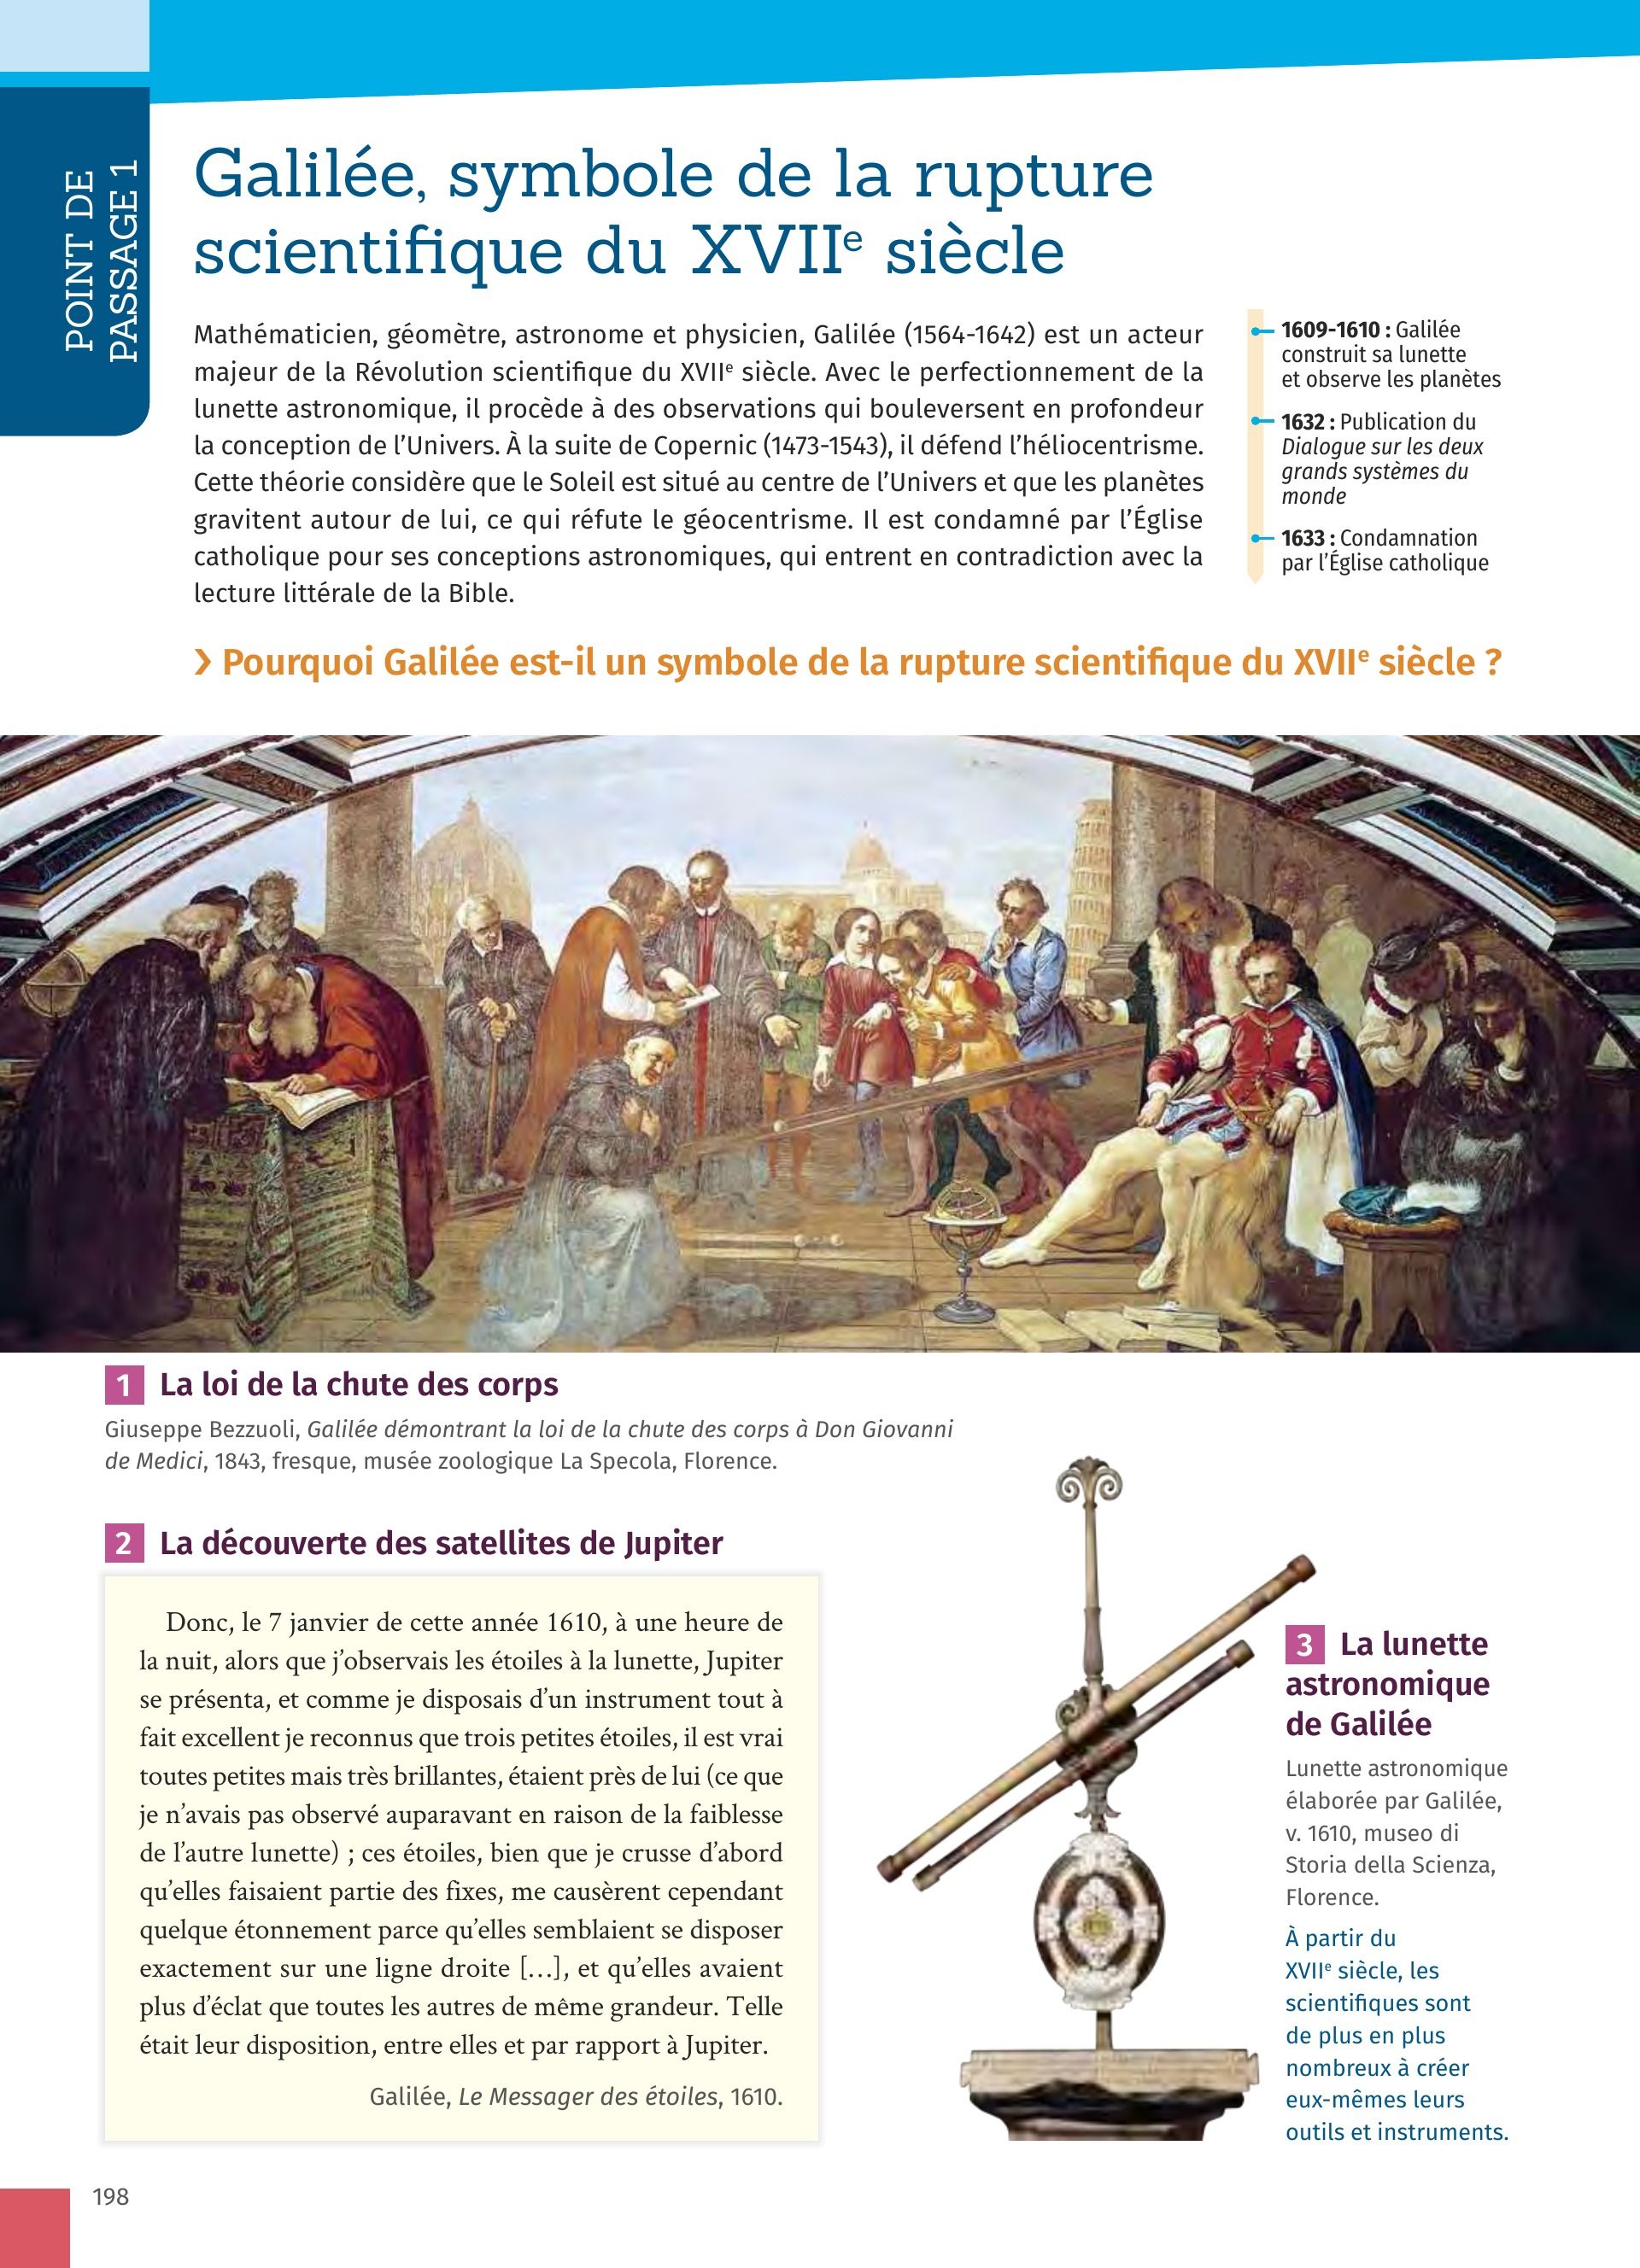 POINT DE
PASSAGE 1
Galilée, symbole de la rupture
scientifique du XVIIe siècle
Mathématicien, géomètre, astronome et physicien, Galilée (1564-1642) est un acteur
majeur de la Révolution scientifique du XVIIe siècle. Avec le perfectionnement de la
lunette astronomique, il procède à des observations qui bouleversent en profondeur
la conception de l’Univers. À la suite de Copernic (1473-1543), il défend l’héliocentrisme.
Cette théorie considère que le Soleil est situé au centre de l’Univers et que les planètes
gravitent autour de lui, ce qui réfute le géocentrisme. Il est condamné par l’Église
catholique pour ses conceptions astronomiques, qui entrent en contradiction avec la
lecture littérale de la Bible.
1609-1610 : Galilée
construit sa lunette
et observe les planètes
1632 : Publication du
Dialogue sur les deux
grands systèmes du
monde
1633 : Condamnation
par l’Église catholique
› Pourquoi Galilée est-il un symbole de la rupture scientifique du XVIIe siècle ?
1 La loi de la chute des corps
Giuseppe Bezzuoli, Galilée démontrant la loi de la chute des corps à Don Giovanni
de Medici, 1843, fresque, musée zoologique La Specola, Florence.
2 La découverte des satellites de Jupiter
Donc, le 7 janvier de cette année 1610, à une heure de
la nuit, alors que j’observais les étoiles à la lunette, Jupiter
se présenta, et comme je disposais d’un instrument tout à
fait excellent je reconnus que trois petites étoiles, il est vrai
toutes petites mais très brillantes, étaient près de lui (ce que
je n’avais pas observé auparavant en raison de la faiblesse
de l’autre lunette) ; ces étoiles, bien que je crusse d’abord
qu’elles faisaient partie des fixes, me causèrent cependant
quelque étonnement parce qu’elles semblaient se disposer
exactement sur une ligne droite […], et qu’elles avaient
plus d’éclat que toutes les autres de même grandeur. Telle
était leur disposition, entre elles et par rapport à Jupiter.
Galilée, Le Messager des étoiles, 1610.
3 La lunette
astronomique
de Galilée
Lunette astronomique
élaborée par Galilée,
v. 1610, museo di
Storia della Scienza,
Florence.
À partir du
XVIIe siècle, les
scientifiques sont
de plus en plus
nombreux à créer
eux-mêmes leurs
outils et instruments.
198